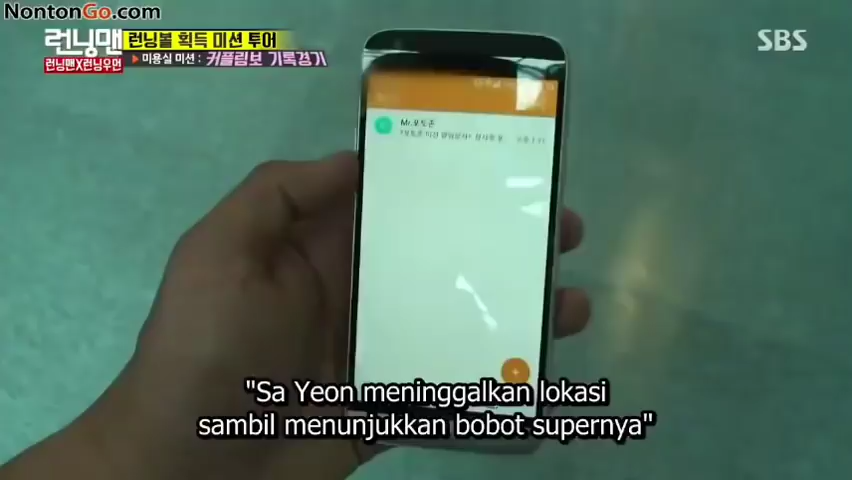 NontonGo.com
런닝맨
런닝볼 획득 미션 투어
SBS
런닝맨X런닝우먼
▶ 미용실 미션 : 커플림보 기록경기
Mr.포토존
"Sa Yeon meninggalkan lokasi
sambil menunjukkan bobot supernya"